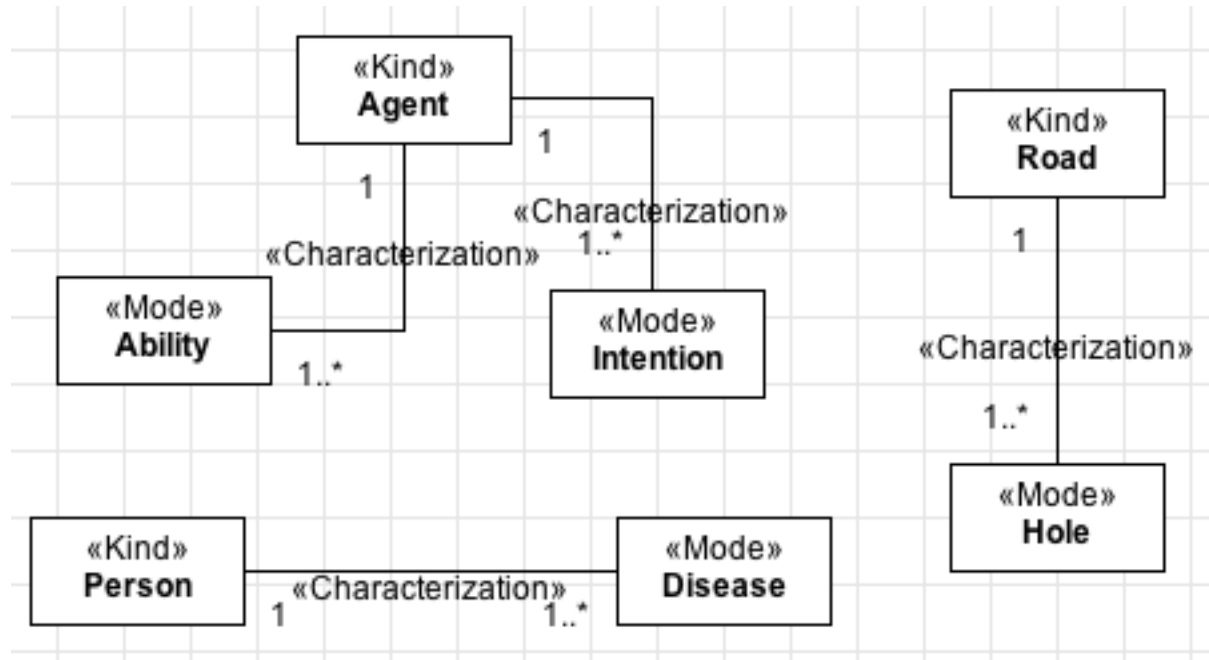 «Kind»
Agent
1
1
«Characterization»
1..*
«Characterization»
«Mode»
Ability
1..*
«Mode»
Intention
«Kind»
Road
1
«Characterization»
1..*
«Mode»
Hole
«Kind»
Person
«Characterization»
1
1..*
«Mode»
Disease